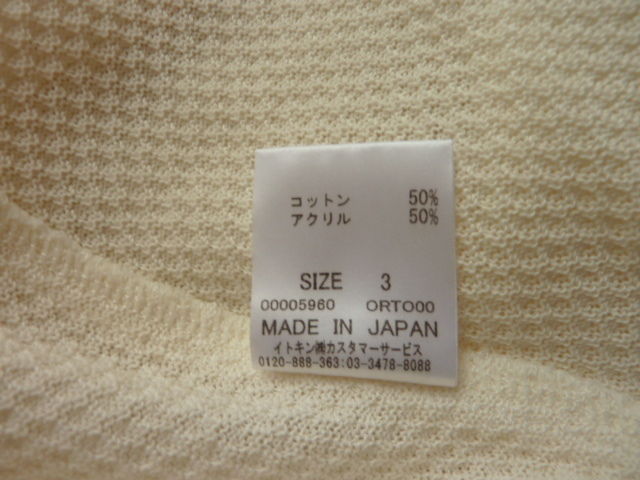 コットン 50%
アクリル 50%
SIZE 3
00005960 ORTO00
MADE IN JAPAN
イトキン㈱カスタマーサービス
0120-888-363:03-3478-8088